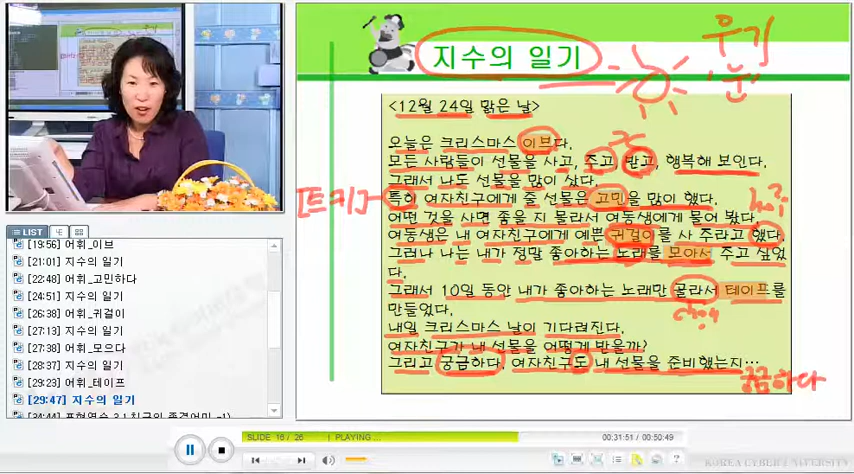 지수의 일기
우기
눈
<12월 24일 맑은 날>
오늘은 크리스마스 이브다.
모든 사람들이 선물을 사고, 주고, 받고, 행복해 보인다.
그래서 나도 선물을 많이 샀다.
[트키]
특히 여자친구에게 줄 선물은 고민을 많이 했다.
어떤 것을 사면 좋을 지 몰라서 여동생에게 물어 봤다.
여동생은 내 여자친구에게 예쁜 귀걸이를 사 주라고 했다.
그러나 나는 내가 정말 좋아하는 노래를 모아서 주고 싶었
다.
그래서 10일 동안 내가 좋아하는 노래만 골라서 테이프를
만들었다.
내일 크리스마스 날이 기다려진다.
여자친구가 내 선물을 어떻게 받을까?
그리고 궁금하다. 여자친구도 내 선물을 준비했는지…
궁금하다
LIST
[19:56] 어휘_이브
[21:01] 지수의 일기
[22:48] 어휘_고민하다
[24:51] 지수의 일기
[26:38] 어휘_귀걸이
[27:13] 지수의 일기
[27:38] 어휘_모으다
[28:37] 지수의 일기
[29:23] 어휘_테이프
[29:47] 지수의 일기
SLIDE 16 / 26 PLAYING...
00:31:51 00:50:49
KOREA CYBER UNIVERSITY